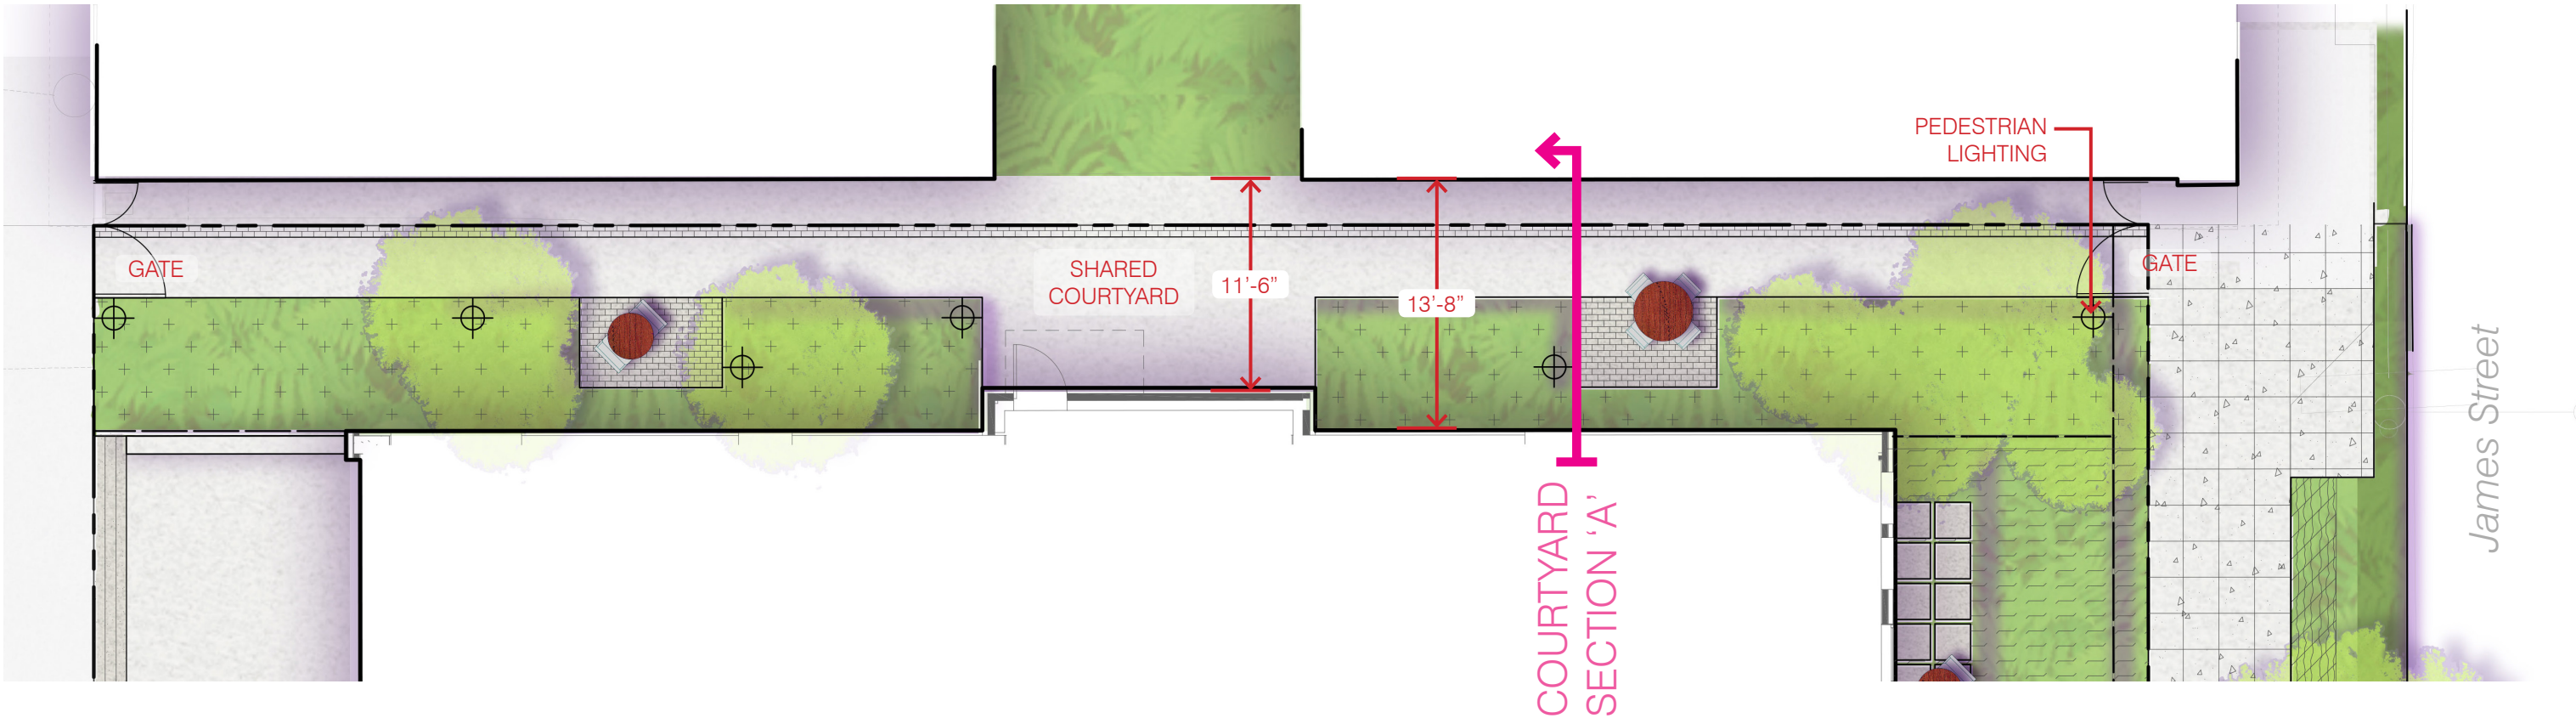 PEDESTRIAN
LIGHTING
GATE
SHARED
COURTYARD
11’-6”
13’-8”
GATE
COURTYARD
SECTION ‘A’
James Street